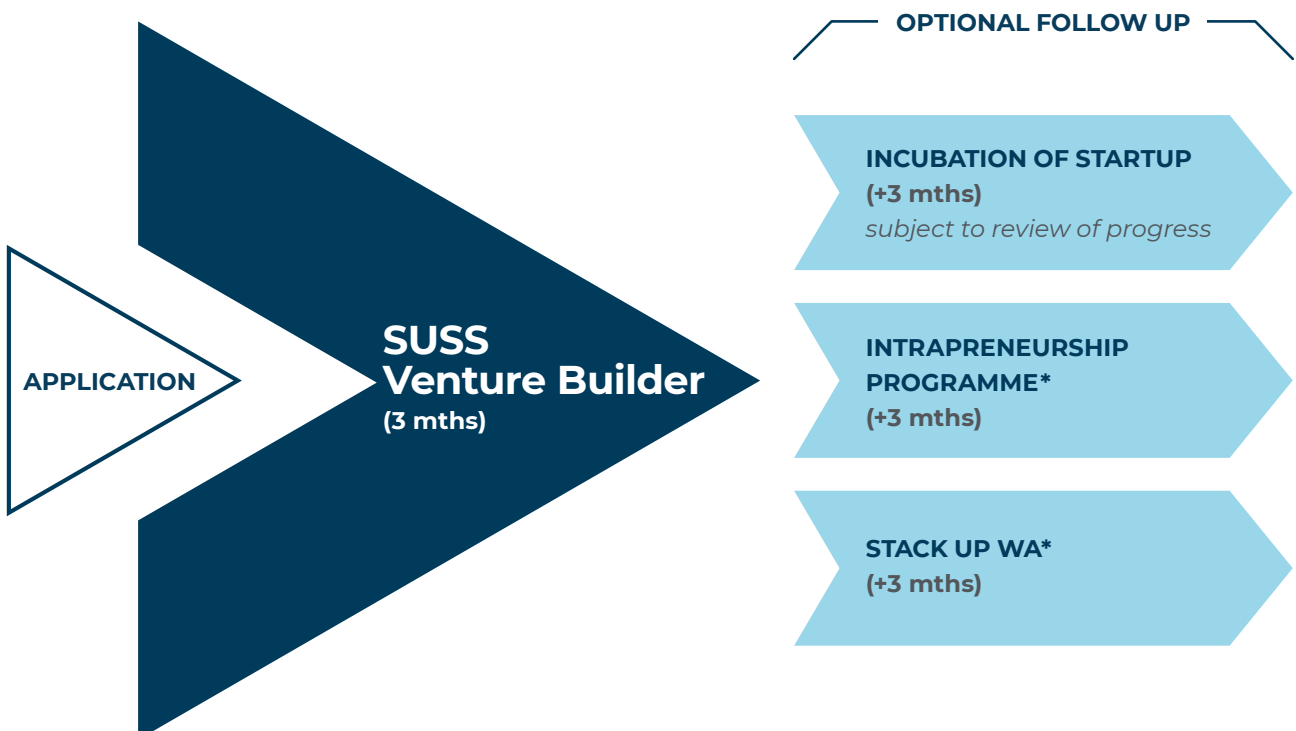 APPLICATION
SUSS
Venture Builder
(3 mths)
OPTIONAL FOLLOW UP
INCUBATION OF STARTUP
(+3 mths)
subject to review of progress
INTRAPRENEURSHIP
PROGRAMME*
(+3 mths)
STACK UP WA*
(+3 mths)